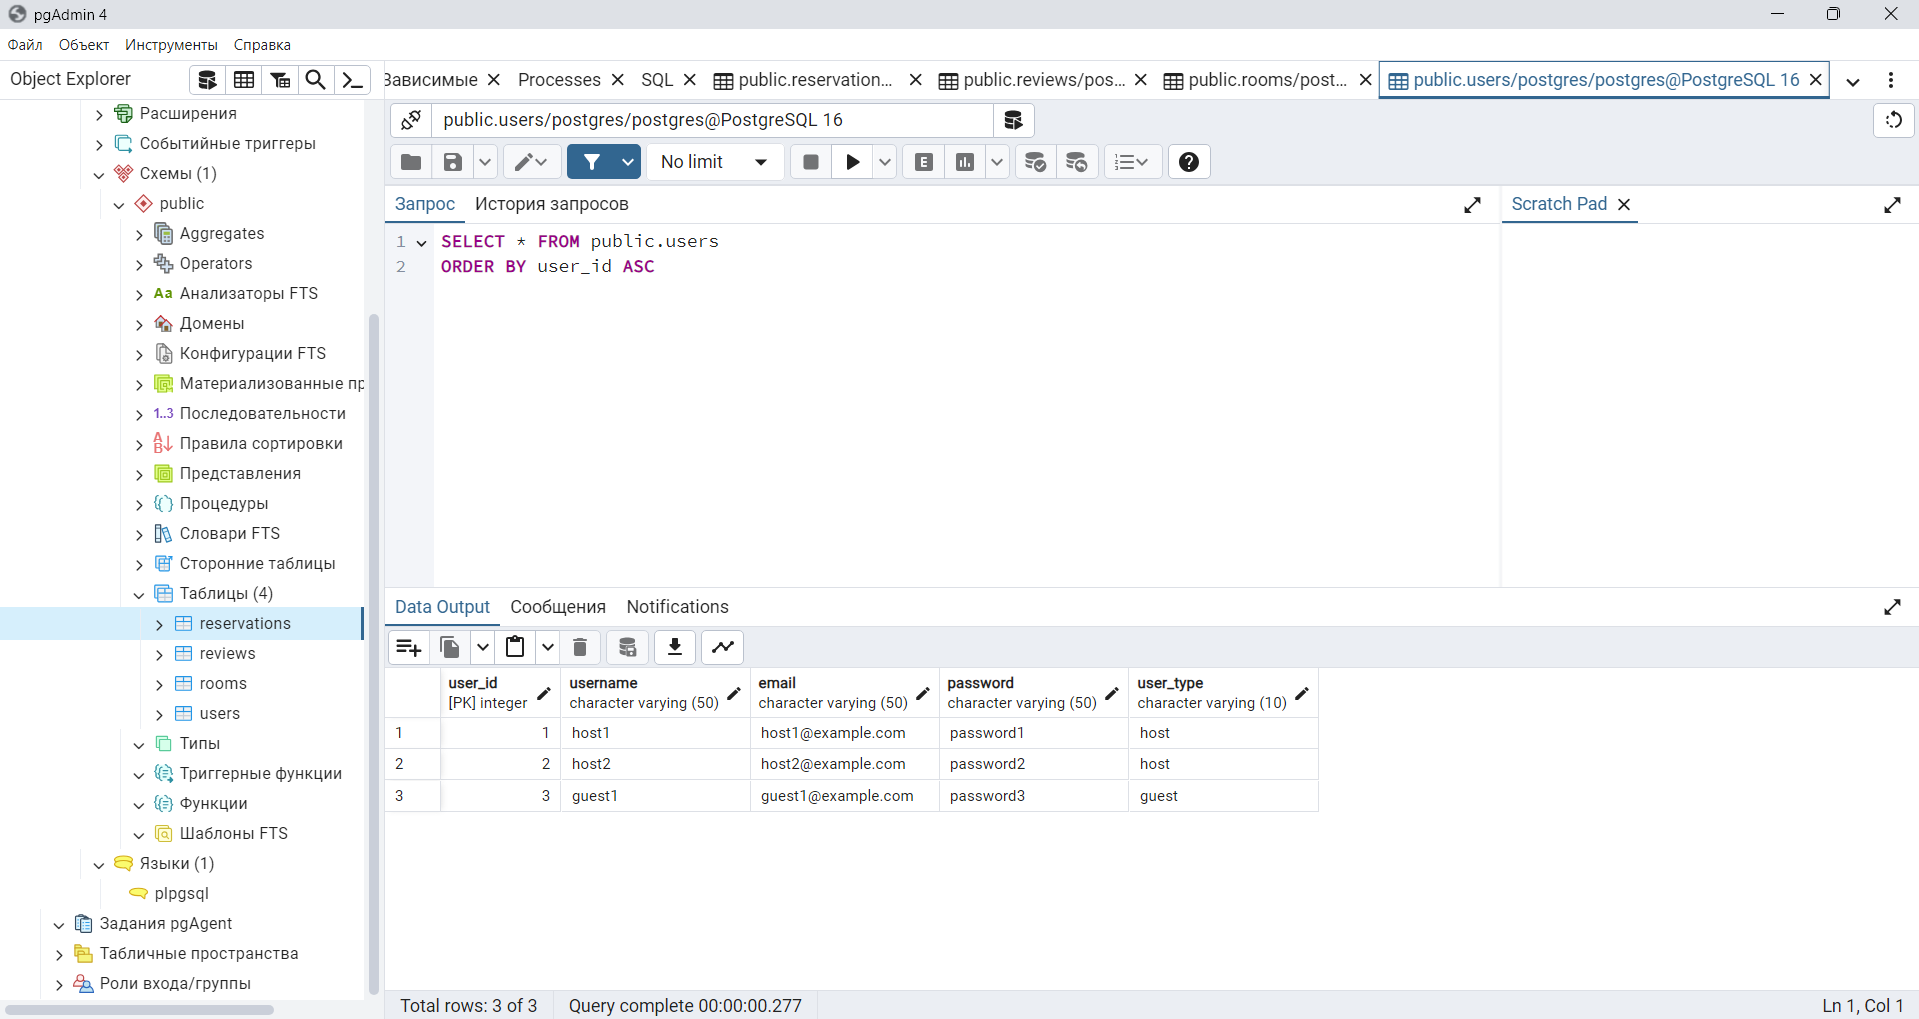 pgAdmin 4
Файл Объект Инструменты Справка
Object Explorer
Зависимые Processes SQL public.reservation... public.reviews/pos... public.rooms/post... public.users/postgres/postgres@PostgreSQL 16
public.users/postgres/postgres@PostgreSQL 16
No limit
E
Запрос История запросов
Scratch Pad
1 SELECT * FROM public.users
2 ORDER BY user_id ASC
Расширения
Событийные триггеры
Схемы (1)
public
Aggregates
Operators
Aa Анализаторы FTS
Домены
Конфигурации FTS
Материализованные пр
1..3 Последовательности
Правила сортировки
Представления
Процедуры
Словари FTS
Сторонние таблицы
Таблицы (4)
reservations
reviews
rooms
users
Типы
Триггерные функции
Функции
Шаблоны FTS
Языки (1)
plpgsql
Задания pgAgent
Табличные пространства
Роли входа/группы
Data Output Сообщения Notifications
user_id username email password user_type
[PK] integer character varying (50) character varying (50) character varying (50) character varying (10)
1 1 host1 host1@example.com password1 host
2 2 host2 host2@example.com password2 host
3 3 guest1 guest1@example.com password3 guest
Total rows: 3 of 3 Query complete 00:00:00.277 Ln 1, Col 1